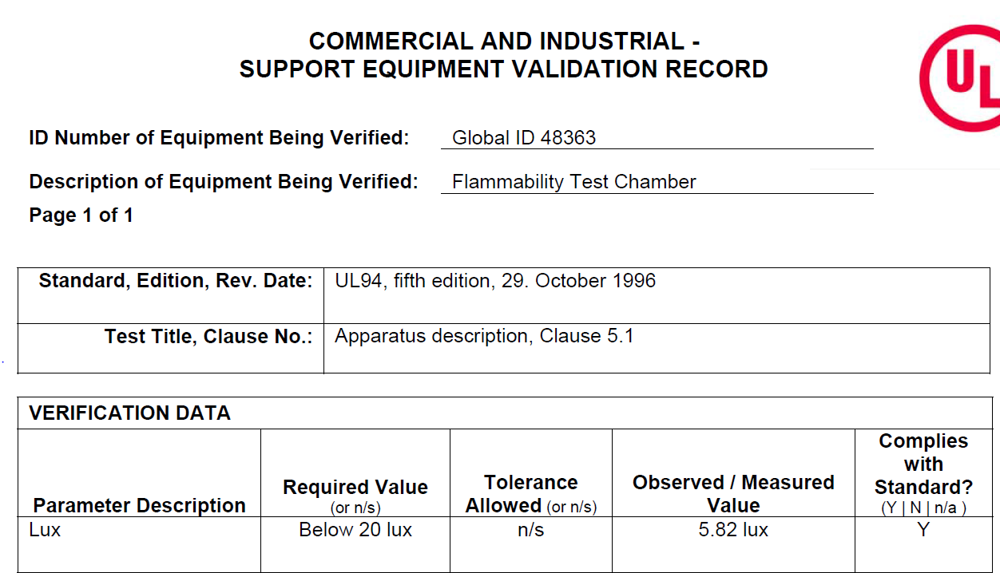 COMMERCIAL AND INDUSTRIAL -
SUPPORT EQUIPMENT VALIDATION RECORD
UL
ID Number of Equipment Being Verified: Global ID 48363
Description of Equipment Being Verified: Flammability Test Chamber
Page 1 of 1
Standard, Edition, Rev. Date: UL94, fifth edition, 29. October 1996
Test Title, Clause No.: Apparatus description, Clause 5.1
VERIFICATION DATA
Parameter Description
Required Value
(or n/s)
Tolerance
Allowed (or n/s)
Observed / Measured
Value
Complies
with
Standard?
(Y | N | n/a )
Lux Below 20 lux n/s 5.82 lux Y